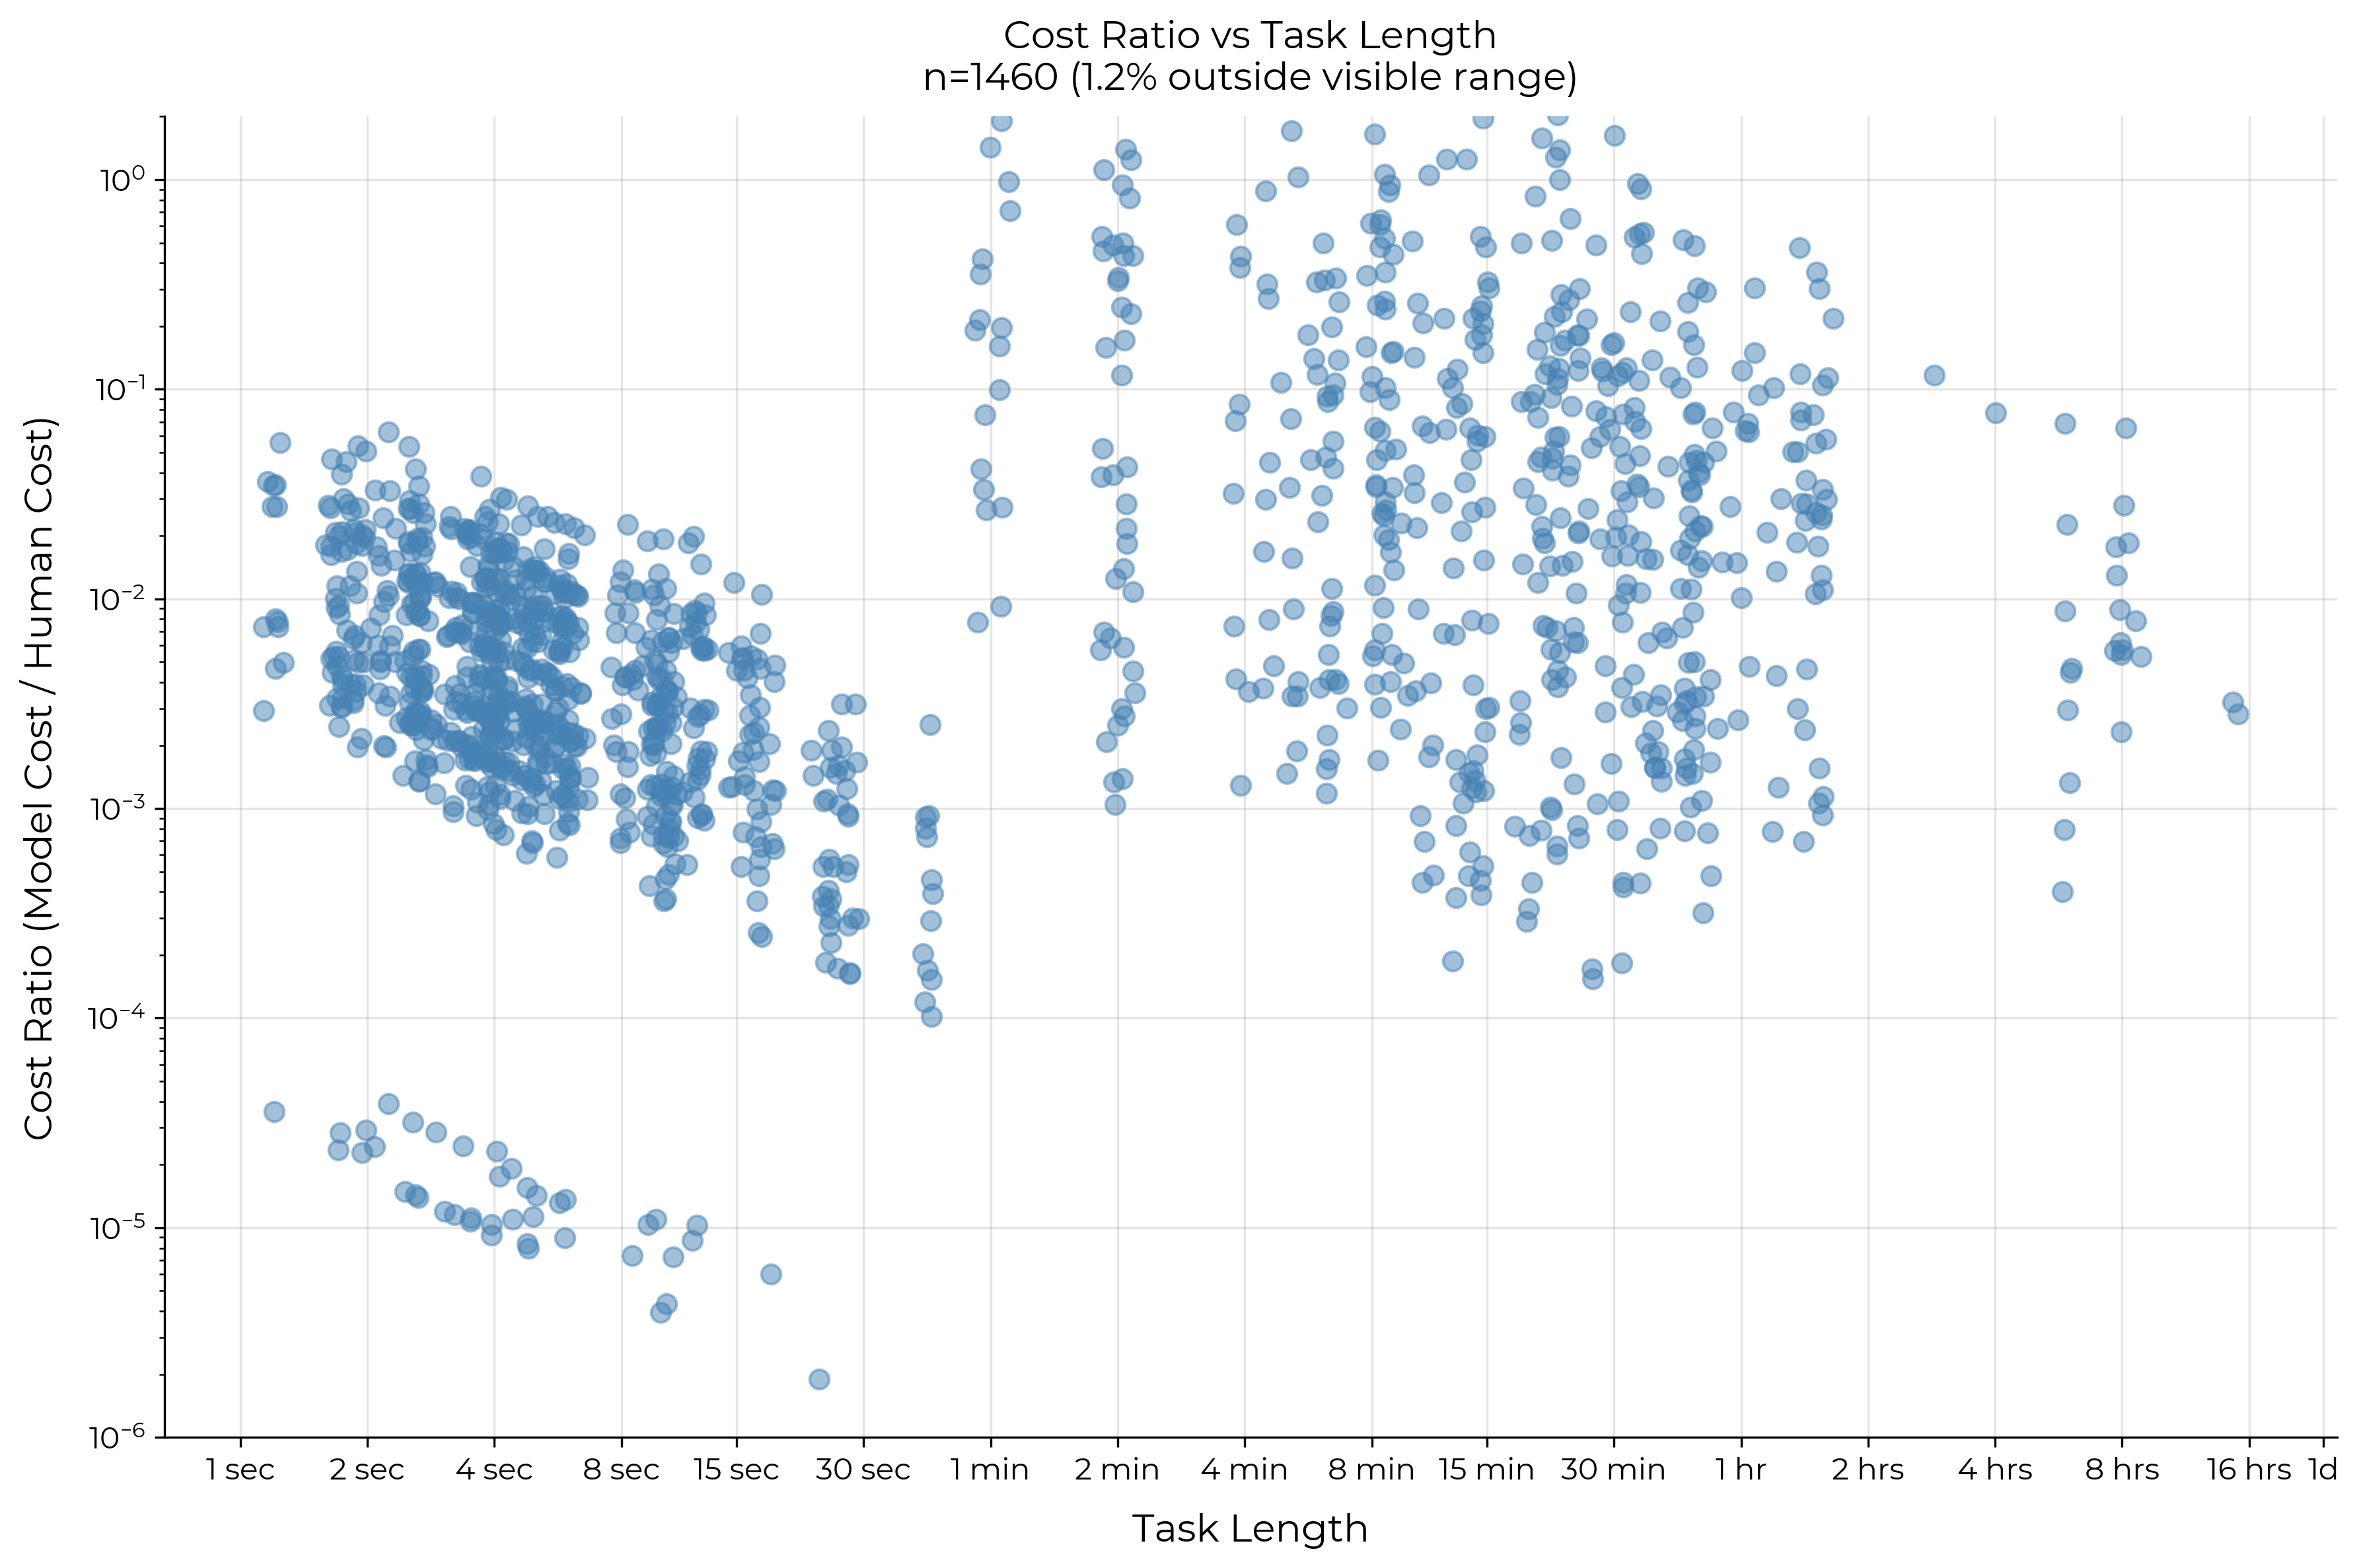 Cost Ratio vs Task Length
n=1460 (1.2% outside visible range)
Cost Ratio (Model Cost / Human Cost)
10⁰
10⁻¹
10⁻²
10⁻³
10⁻⁴
10⁻⁵
10⁻⁶
1 sec 2 sec 4 sec 8 sec 15 sec 30 sec 1 min 2 min 4 min 8 min 15 min 30 min 1 hr 2 hrs 4 hrs 8 hrs 16 hrs 1d
Task Length